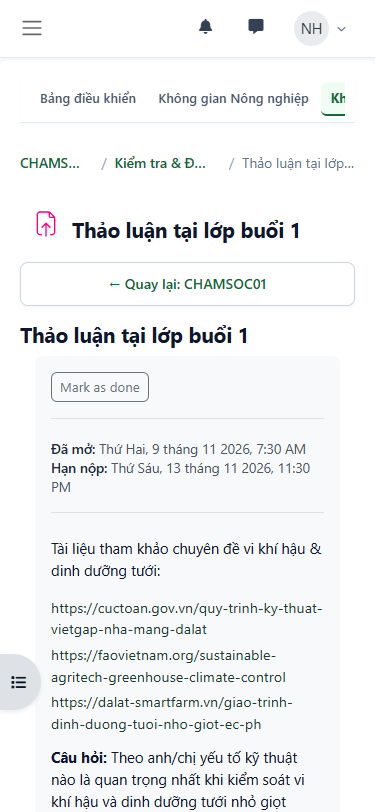 NH
Bảng điều khiển
Không gian Nông nghiệp
Kh
CHAMS... / Kiểm tra & Đ... / Thảo luận tại lớp...
Thảo luận tại lớp buổi 1
← Quay lại: CHAMSOC01
Thảo luận tại lớp buổi 1
Mark as done
Đã mở: Thứ Hai, 9 tháng 11 2026, 7:30 AM
Hạn nộp: Thứ Sáu, 13 tháng 11 2026, 11:30
PM
Tài liệu tham khảo chuyên đề vi khí hậu &
dinh dưỡng tưới:
https://cuctoan.gov.vn/quy-trinh-ky-thuat-
vietgap-nha-mang-dalat
https://faovietnam.org/sustainable-
agritech-greenhouse-climate-control
https://dalat-smartfarm.vn/giao-trinh-
dinh-duong-tuoi-nho-giot-ec-ph
Câu hỏi: Theo anh/chị yếu tố kỹ thuật
nào là quan trọng nhất khi kiểm soát vi
khí hậu và dinh dưỡng tưới nhỏ giọt